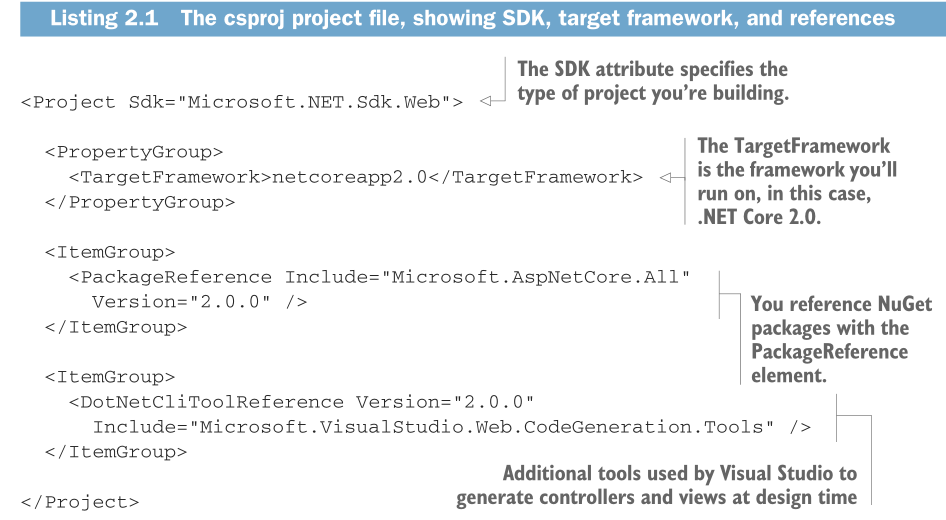 Listing 2.1 The csproj project file, showing SDK, target framework, and references
The SDK attribute specifies the
type of project you're building.
<Project Sdk="Microsoft.NET.Sdk.Web">
<PropertyGroup>
<TargetFramework>netcoreapp2.0</TargetFramework>
</PropertyGroup>
The TargetFramework
is the framework you'll
run on, in this case,
.NET Core 2.0.
<ItemGroup>
<PackageReference Include="Microsoft.AspNetCore.All"
Version="2.0.0" />
</ItemGroup>
You reference NuGet
packages with the
PackageReference
element.
<ItemGroup>
<DotNetCliToolReference Version="2.0.0"
Include="Microsoft.VisualStudio.Web.CodeGeneration.Tools" />
</ItemGroup>
Additional tools used by Visual Studio to
generate controllers and views at design time
</Project>